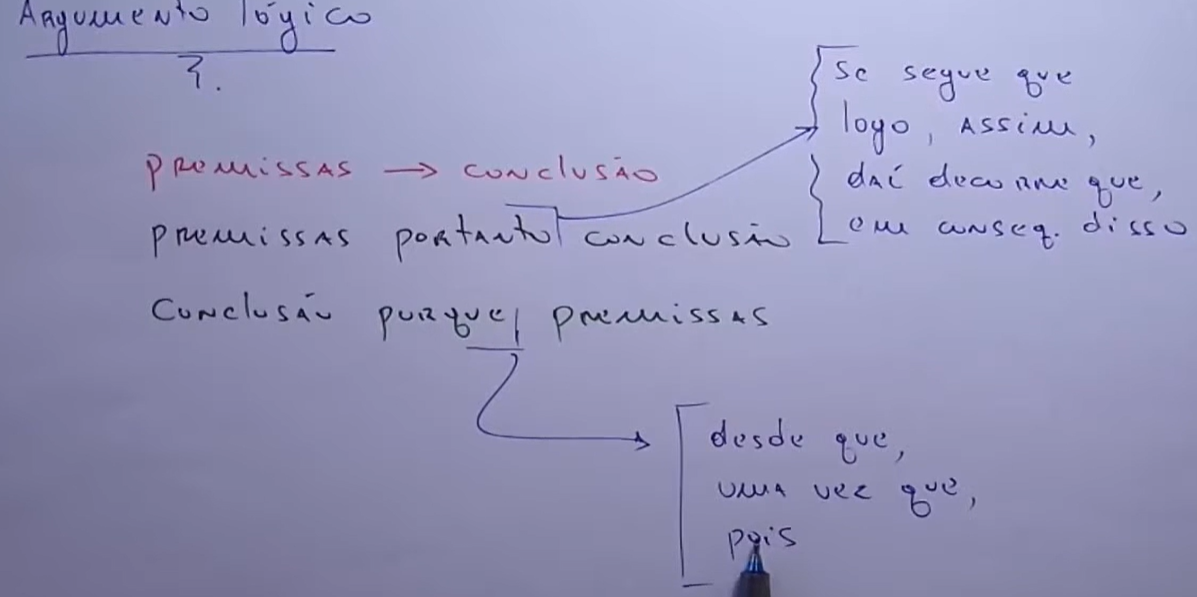 Argumento lógico
?.
premissas → conclusão
premissas portanto conclusão
Conclusão porque premissas
se segue que
logo, assim,
daí decorre que,
em conseq. disso
desde que,
uma vez que,
pois